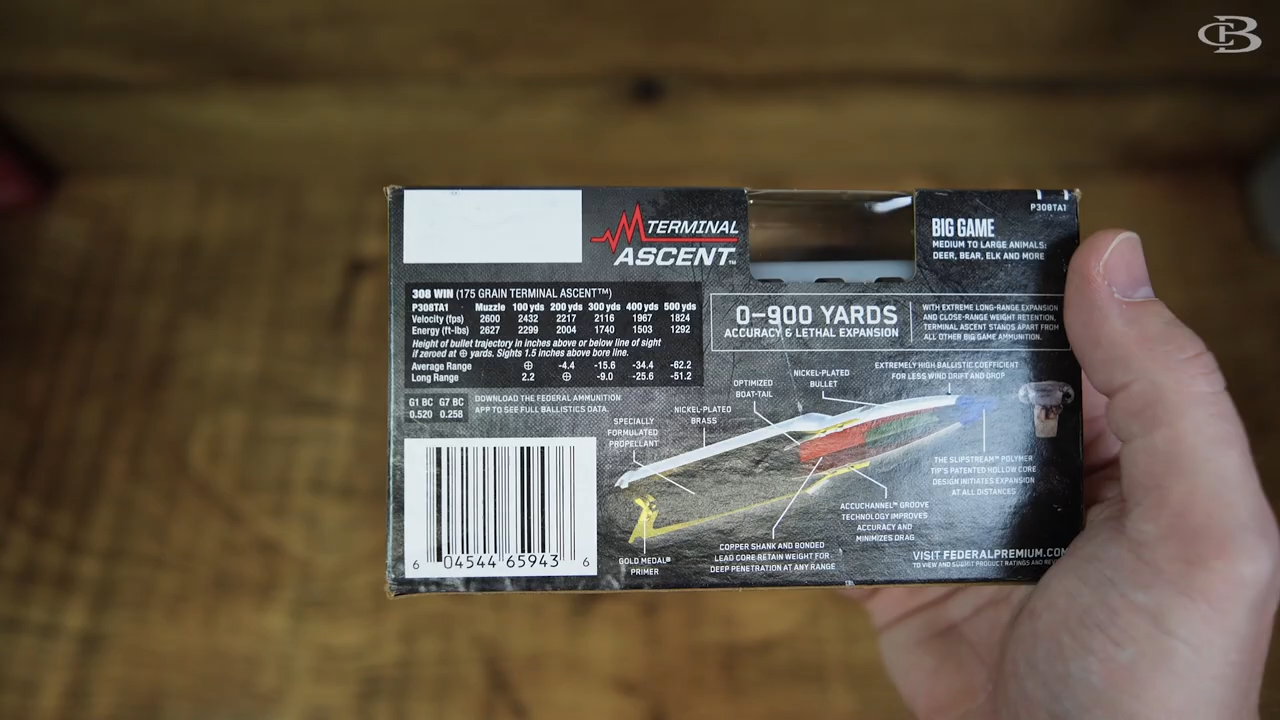 CB
P308TA1
TERMINAL
ASCENT™
BIG GAME
MEDIUM TO LARGE ANIMALS:
DEER, BEAR, ELK AND MORE
308 WIN (175 GRAIN TERMINAL ASCENT™)
P308TA1 Muzzle 100 yds 200 yds 300 yds 400 yds 500 yds
Velocity (fps) 2600 2432 2217 2116 1967 1824
Energy (ft-lbs) 2627 2299 2004 1740 1503 1292
Height of bullet trajectory in inches above or below line of sight
if zeroed at ⊕ yards. Sights 1.5 inches above bore line.
Average Range ⊕ -4.4 -15.6 -34.4 -62.2
Long Range 2.2 ⊕ -9.0 -25.6 -51.2
G1 BC G7 BC
0.520 0.258
DOWNLOAD THE FEDERAL AMMUNITION
APP TO SEE FULL BALLISTICS DATA.
0–900 YARDS
ACCURACY & LETHAL EXPANSION
WITH EXTREME LONG-RANGE EXPANSION
AND CLOSE-RANGE WEIGHT RETENTION,
TERMINAL ASCENT STANDS APART FROM
ALL OTHER BIG GAME AMMUNITION.
EXTREMELY HIGH BALLISTIC COEFFICIENT
FOR LESS WIND DRIFT AND DROP
NICKEL-PLATED
BULLET
OPTIMIZED
BOAT-TAIL
NICKEL-PLATED
BRASS
SPECIALLY
FORMULATED
PROPELLANT
THE SLIPSTREAM™ POLYMER
TIP'S PATENTED HOLLOW CORE
DESIGN INITIATES EXPANSION
AT ALL DISTANCES
ACCUCHANNEL™ GROOVE
TECHNOLOGY IMPROVES
ACCURACY AND
MINIMIZES DRAG
COPPER SHANK AND BONDED
LEAD CORE RETAIN WEIGHT FOR
DEEP PENETRATION AT ANY RANGE
GOLD MEDAL®
PRIMER
VISIT FEDERALPREMIUM.COM
TO VIEW AND SUBMIT PRODUCT RATINGS AND
6 04544 65943 6